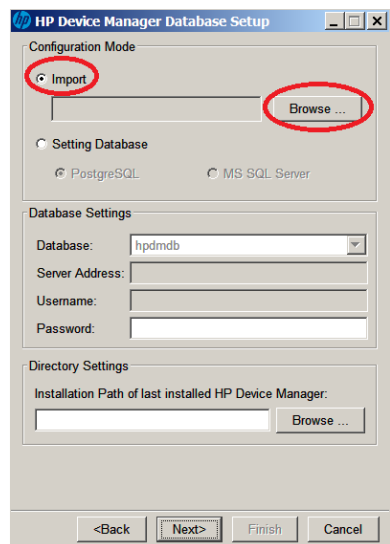 hp HP Device Manager Database Setup
Configuration Mode
Import
Browse ...
Setting Database
PostgreSQL MS SQL Server
Database Settings
Database: hpdmdb
Server Address:
Username:
Password:
Directory Settings
Installation Path of last installed HP Device Manager:
Browse ...
<Back Next> Finish Cancel